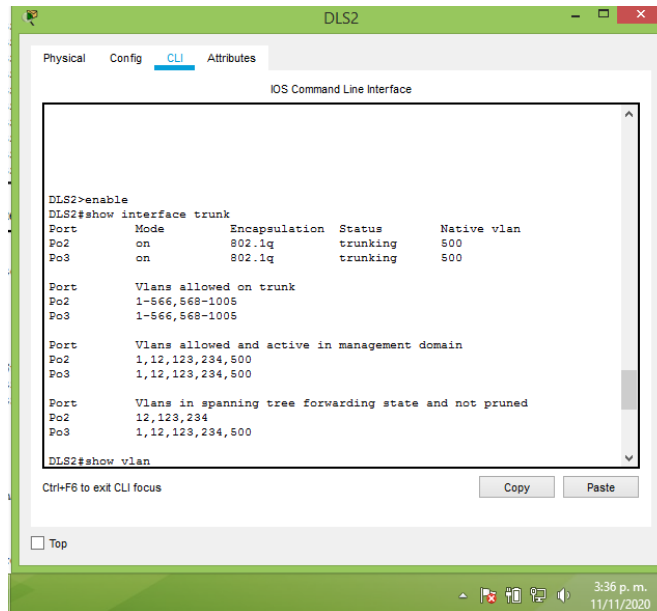 DLS2
Physical Config CLI Attributes
IOS Command Line Interface
DLS2>enable
DLS2#show interface trunk
Port Mode Encapsulation Status Native vlan
Po2 on 802.1q trunking 500
Po3 on 802.1q trunking 500
Port Vlans allowed on trunk
Po2 1-566,568-1005
Po3 1-566,568-1005
Port Vlans allowed and active in management domain
Po2 1,12,123,234,500
Po3 1,12,123,234,500
Port Vlans in spanning tree forwarding state and not pruned
Po2 12,123,234
Po3 1,12,123,234,500
DLS2#show vlan
Ctrl+F6 to exit CLI focus
Copy Paste
Top
3:36 p. m.
11/11/2020